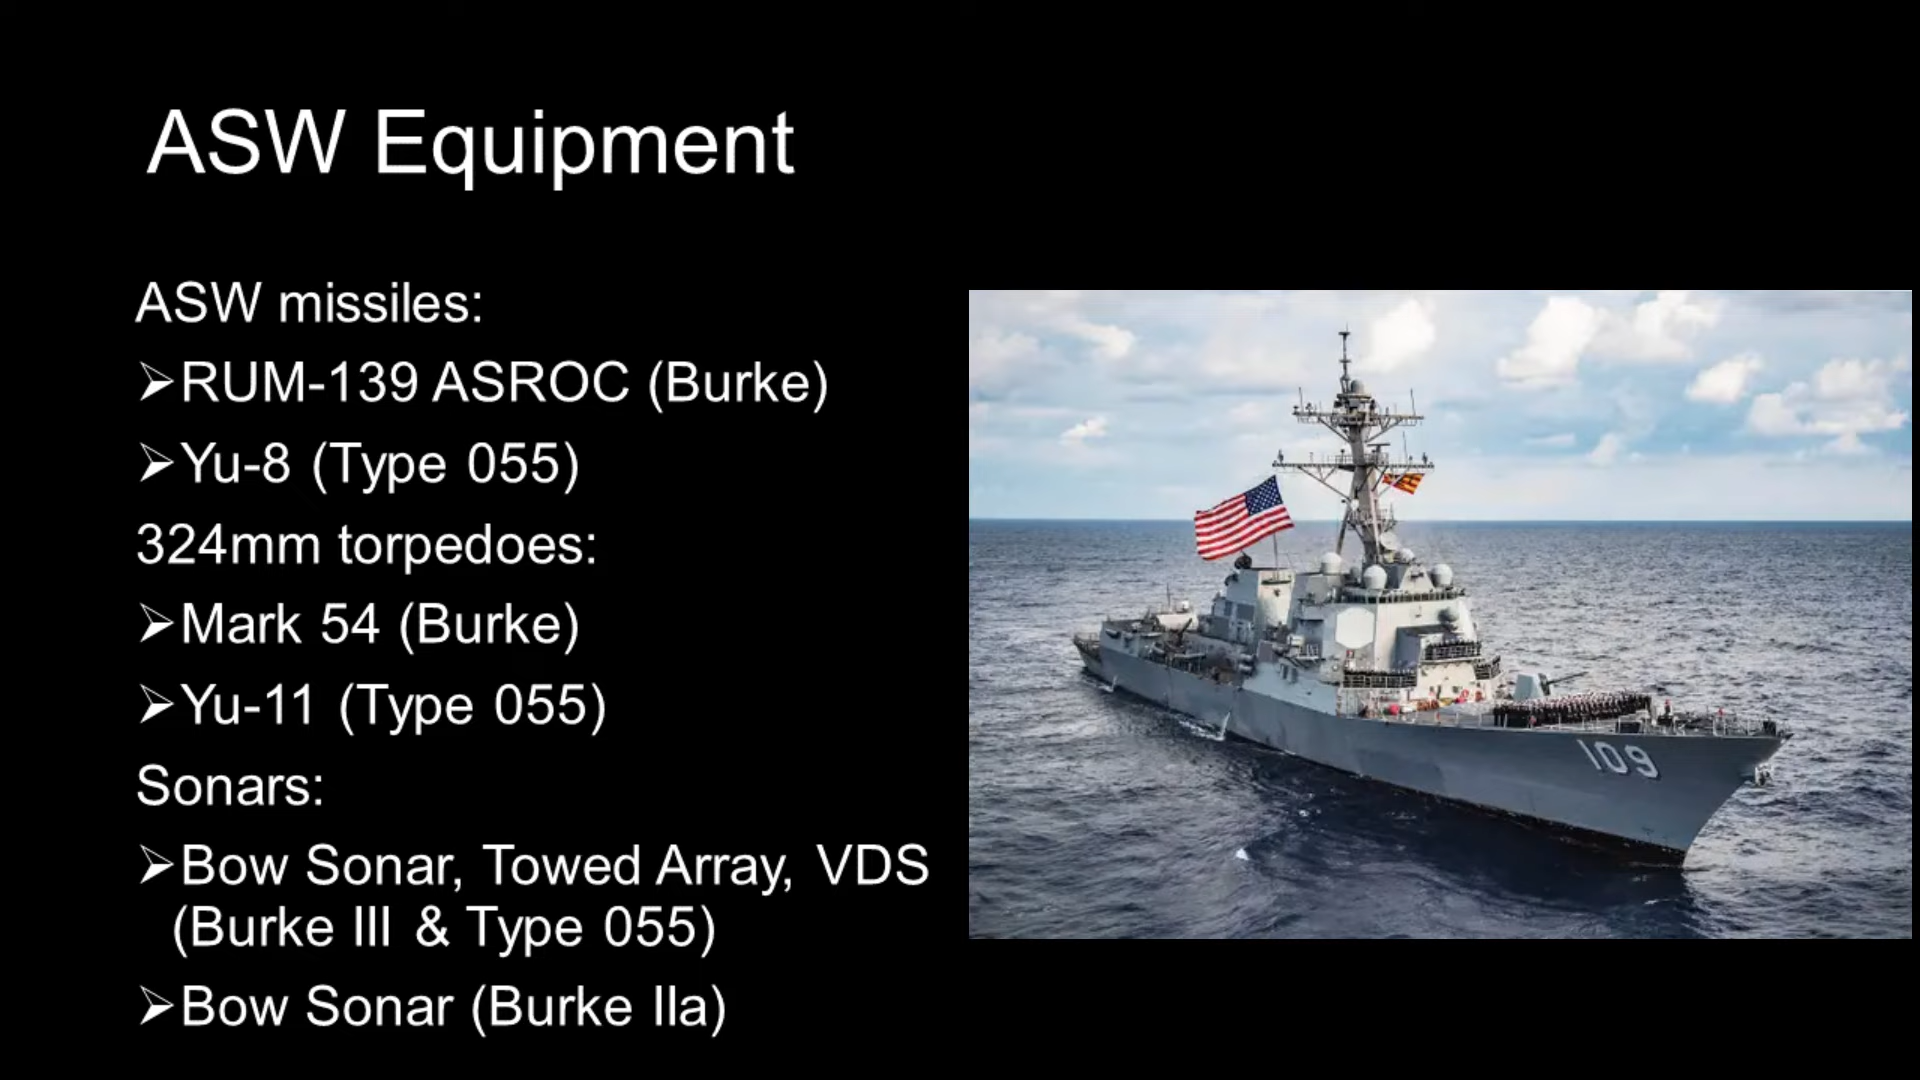 ASW Equipment
ASW missiles:
➢RUM-139 ASROC (Burke)
➢Yu-8 (Type 055)
324mm torpedoes:
➢Mark 54 (Burke)
➢Yu-11 (Type 055)
Sonars:
➢Bow Sonar, Towed Array, VDS
(Burke III & Type 055)
➢Bow Sonar (Burke IIa)
109